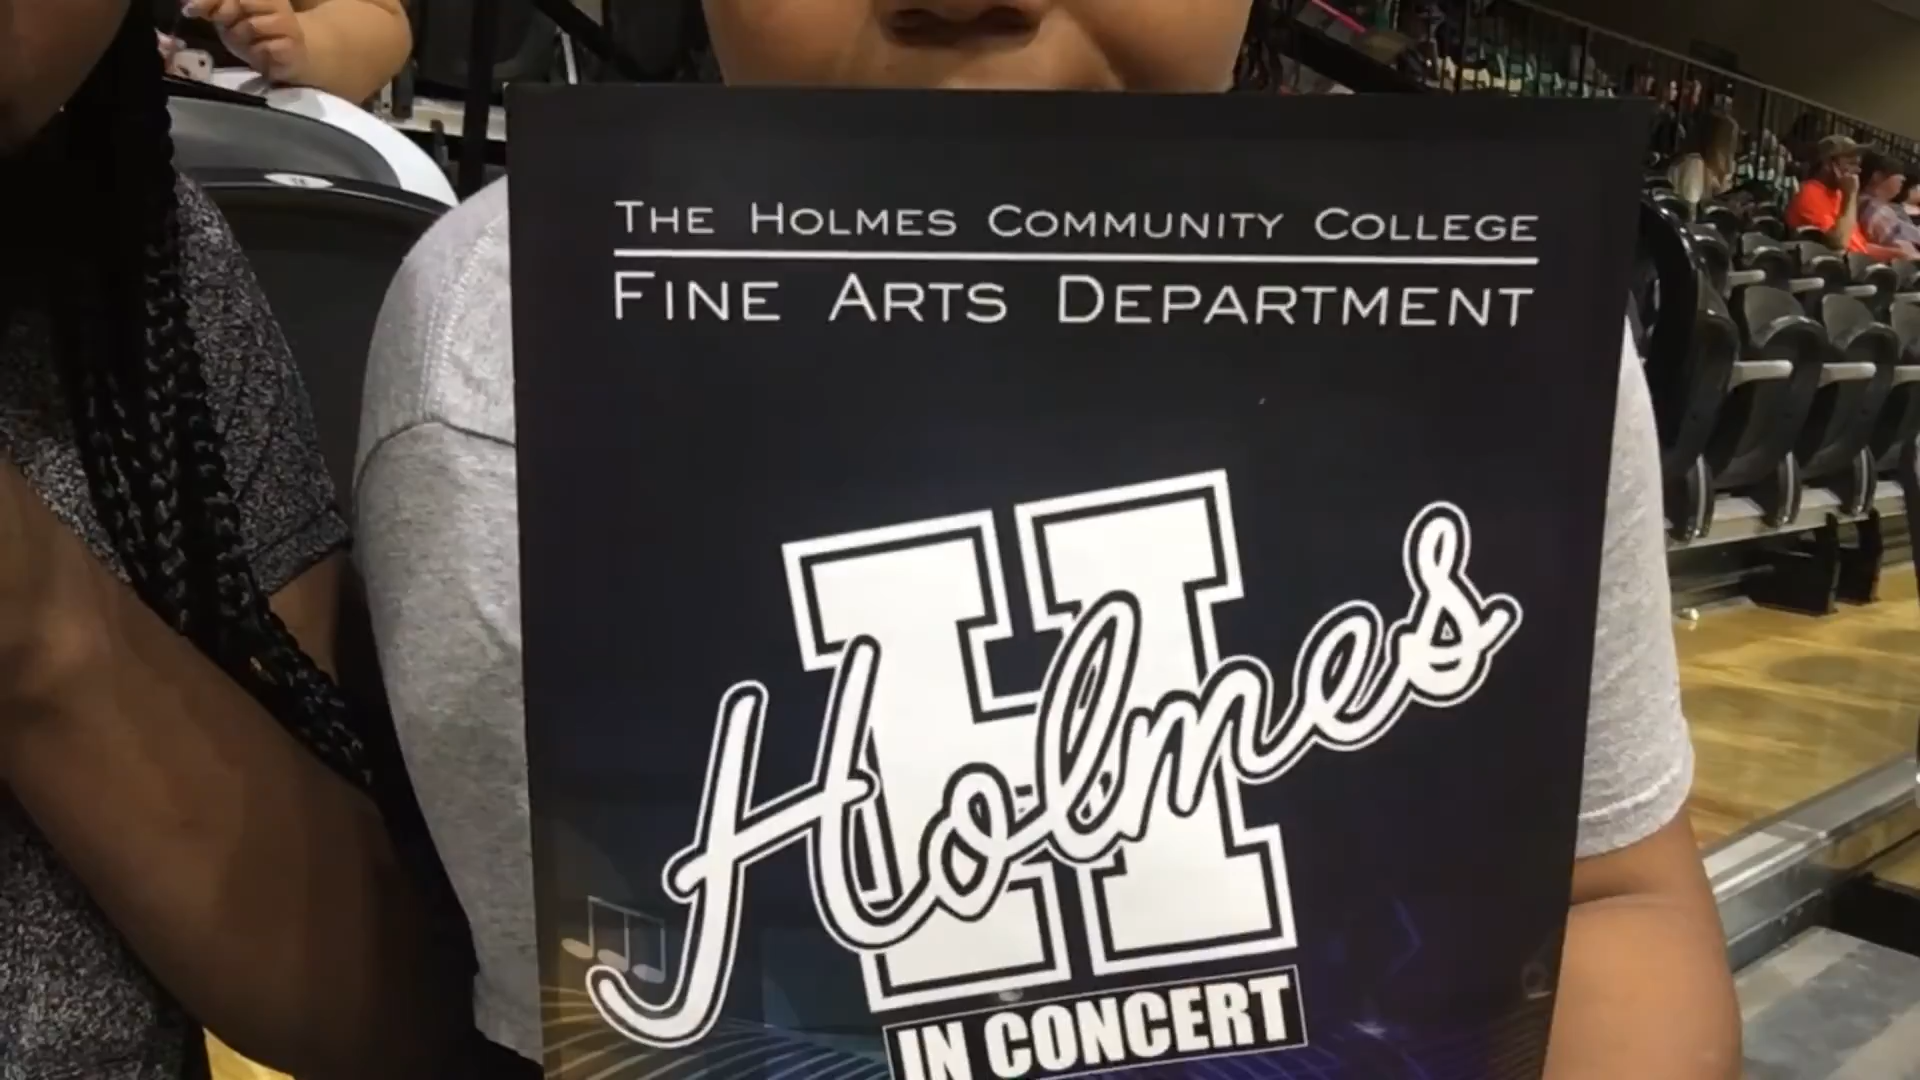 THE HOLMES COMMUNITY COLLEGE
FINE ARTS DEPARTMENT
H
Holmes
IN CONCERT